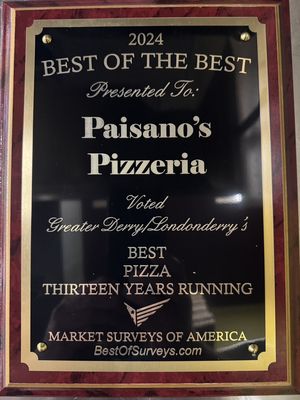 2024
BEST OF THE BEST
Presented To:
Paisano's
Pizzeria
Voted
Greater Derry/Londonderry's
BEST
PIZZA
THIRTEEN YEARS RUNNING
MARKET SURVEYS OF AMERICA
BestOfSurveys.com